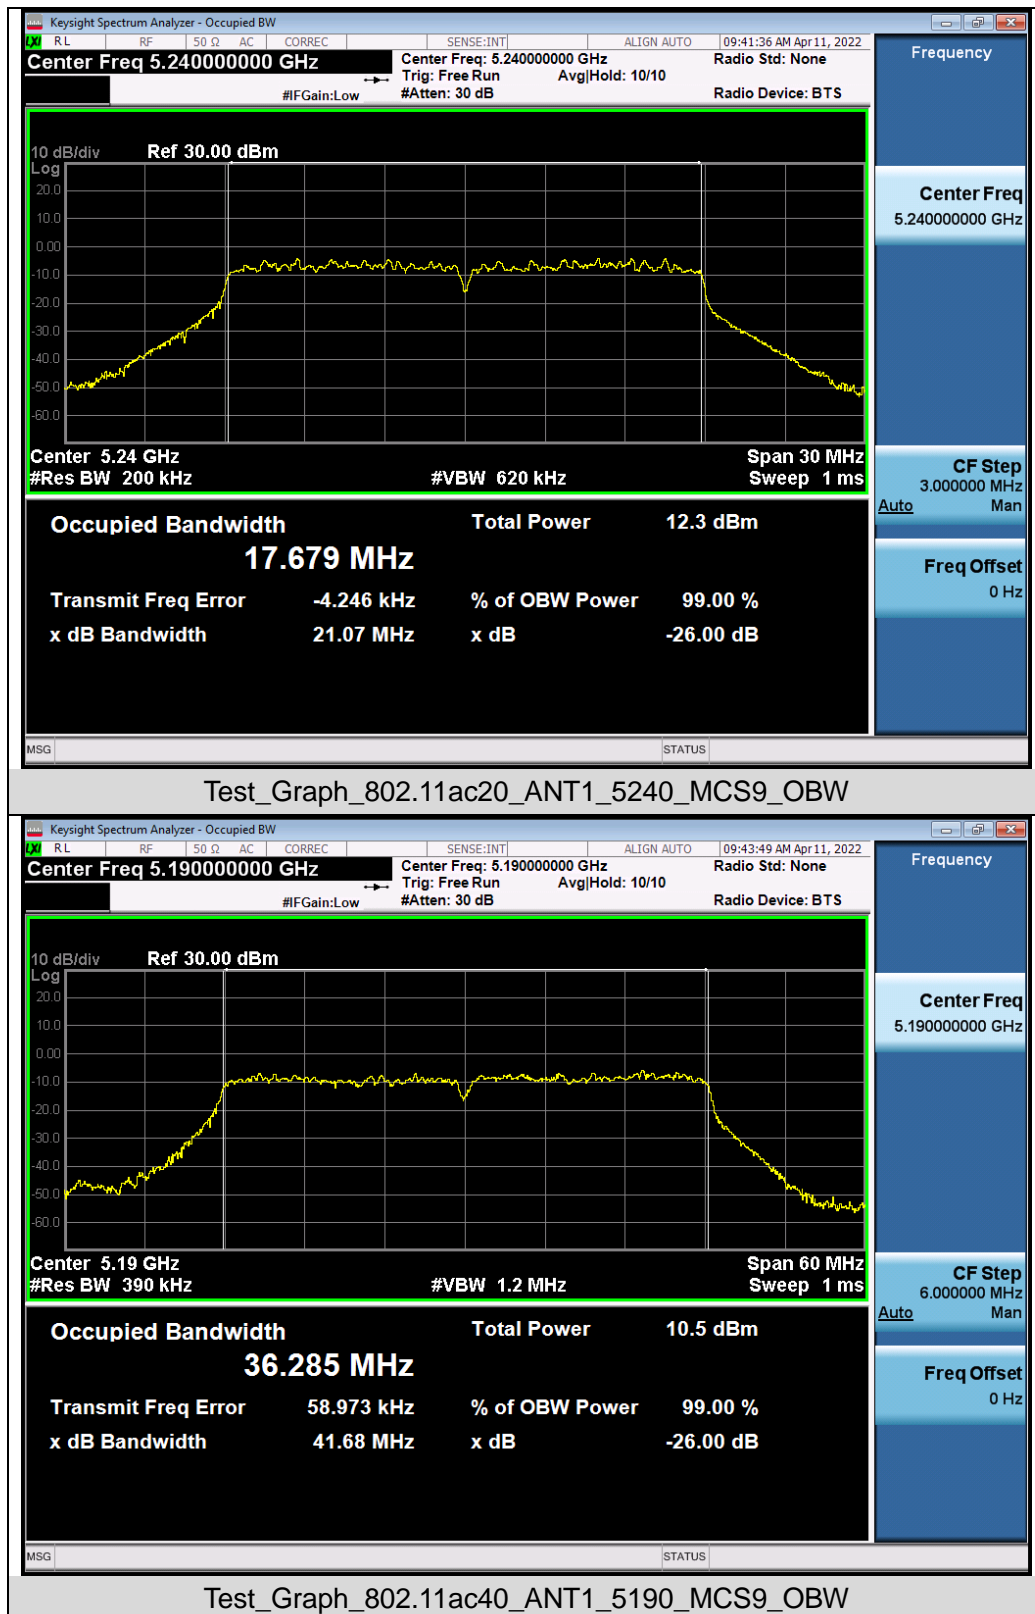 Keysight Spectrum Analyzer - Occupied BW
LXI RL RF 50 Ω AC CORREC SENSE:INT ALIGN AUTO 09:41:36 AM Apr 11, 2022
Center Freq 5.240000000 GHz
Center Freq: 5.240000000 GHz
Radio Std: None
Trig: Free Run Avg|Hold: 10/10
#IFGain:Low
#Atten: 30 dB
Radio Device: BTS
Frequency
10 dB/div Ref 30.00 dBm
Log
20.0
10.0
0.00
-10.0
-20.0
-30.0
-40.0
-50.0
-60.0
Center 5.24 GHz Span 30 MHz
#Res BW 200 kHz #VBW 620 kHz Sweep 1 ms
Center Freq
5.240000000 GHz
CF Step
3.000000 MHz
Auto Man
Freq Offset
0 Hz
Occupied Bandwidth Total Power 12.3 dBm
17.679 MHz
Transmit Freq Error -4.246 kHz % of OBW Power 99.00 %
x dB Bandwidth 21.07 MHz x dB -26.00 dB
MSG STATUS
Test_Graph_802.11ac20_ANT1_5240_MCS9_OBW
Keysight Spectrum Analyzer - Occupied BW
LXI RL RF 50 Ω AC CORREC SENSE:INT ALIGN AUTO 09:43:49 AM Apr 11, 2022
Center Freq 5.190000000 GHz
Center Freq: 5.190000000 GHz
Radio Std: None
Trig: Free Run Avg|Hold: 10/10
#IFGain:Low
#Atten: 30 dB
Radio Device: BTS
Frequency
10 dB/div Ref 30.00 dBm
Log
20.0
10.0
0.00
-10.0
-20.0
-30.0
-40.0
-50.0
-60.0
Center 5.19 GHz Span 60 MHz
#Res BW 390 kHz #VBW 1.2 MHz Sweep 1 ms
Center Freq
5.190000000 GHz
CF Step
6.000000 MHz
Auto Man
Freq Offset
0 Hz
Occupied Bandwidth Total Power 10.5 dBm
36.285 MHz
Transmit Freq Error 58.973 kHz % of OBW Power 99.00 %
x dB Bandwidth 41.68 MHz x dB -26.00 dB
MSG STATUS
Test_Graph_802.11ac40_ANT1_5190_MCS9_OBW